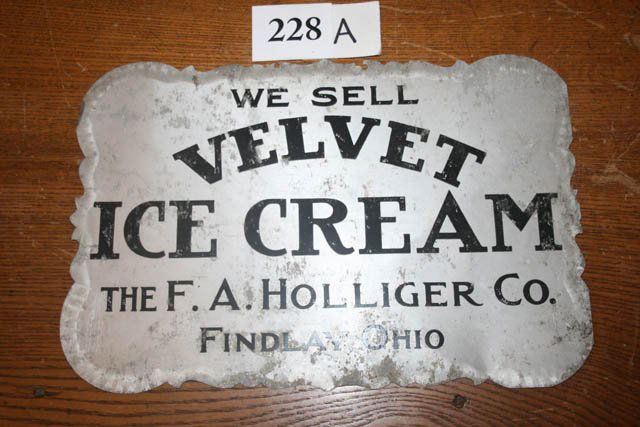 228 A
WE SELL
VELVET
ICE CREAM
THE F. A. HOLLIGER CO.
FINDLAY OHIO